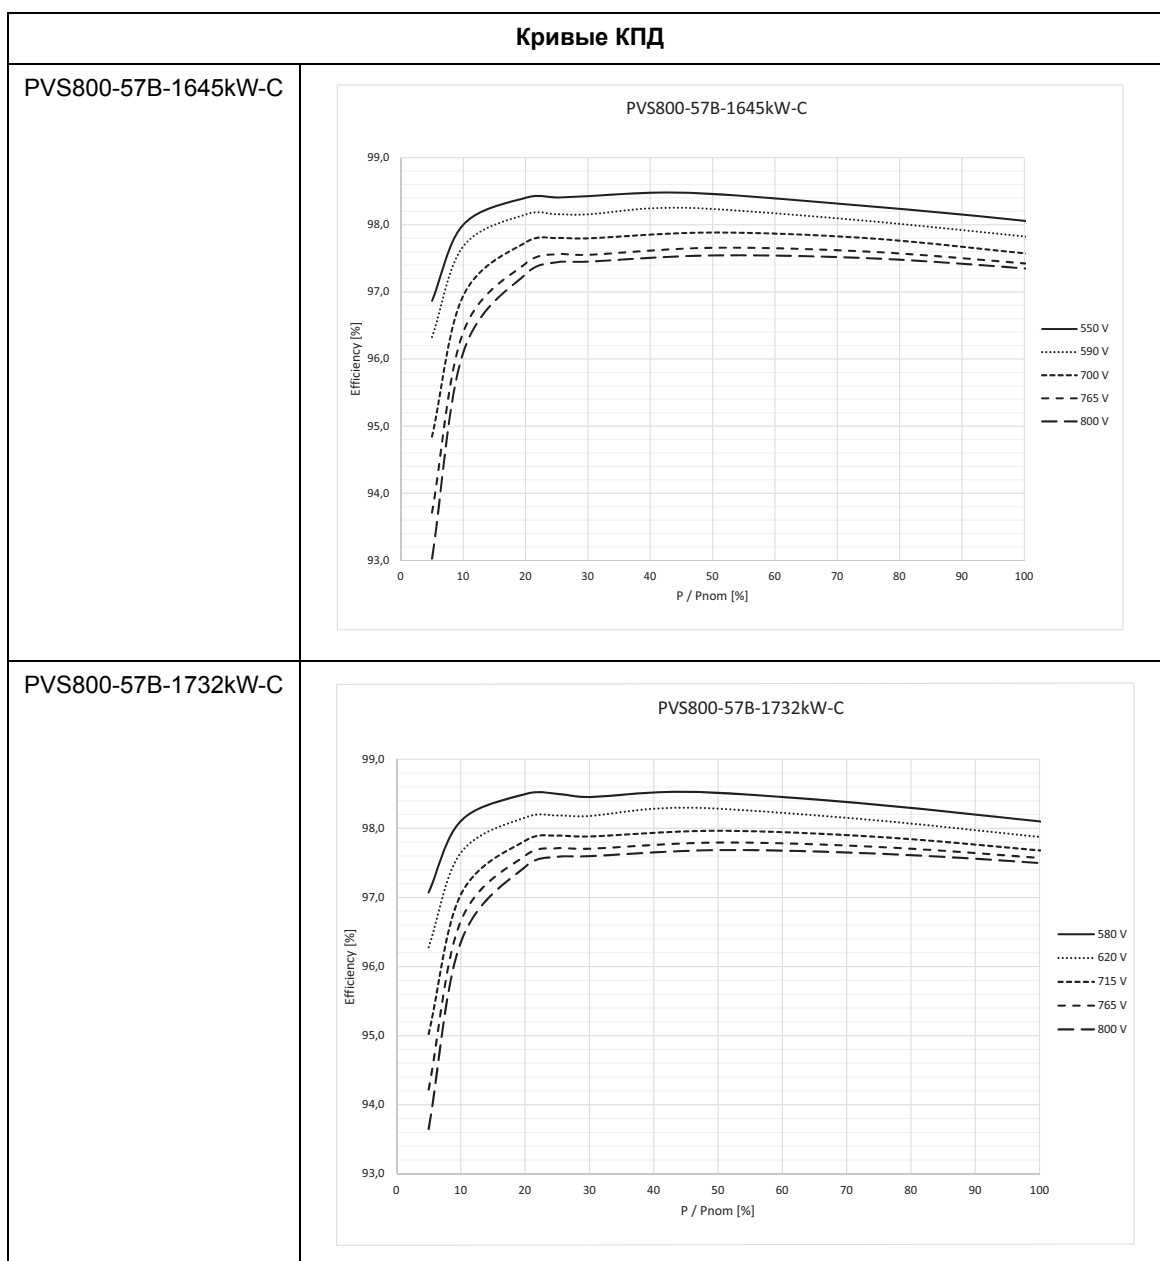 Кривые КПД
PVS800-57B-1645kW-C
PVS800-57B-1645kW-C
99,0
98,0
97,0
96,0
95,0
94,0
93,0
Efficiency [%]
0 10 20 30 40 50 60 70 80 90 100
P / Pnom [%]
550 V
590 V
700 V
765 V
800 V
PVS800-57B-1732kW-C
PVS800-57B-1732kW-C
99,0
98,0
97,0
96,0
95,0
94,0
93,0
Efficiency [%]
0 10 20 30 40 50 60 70 80 90 100
P / Pnom [%]
580 V
620 V
715 V
765 V
800 V